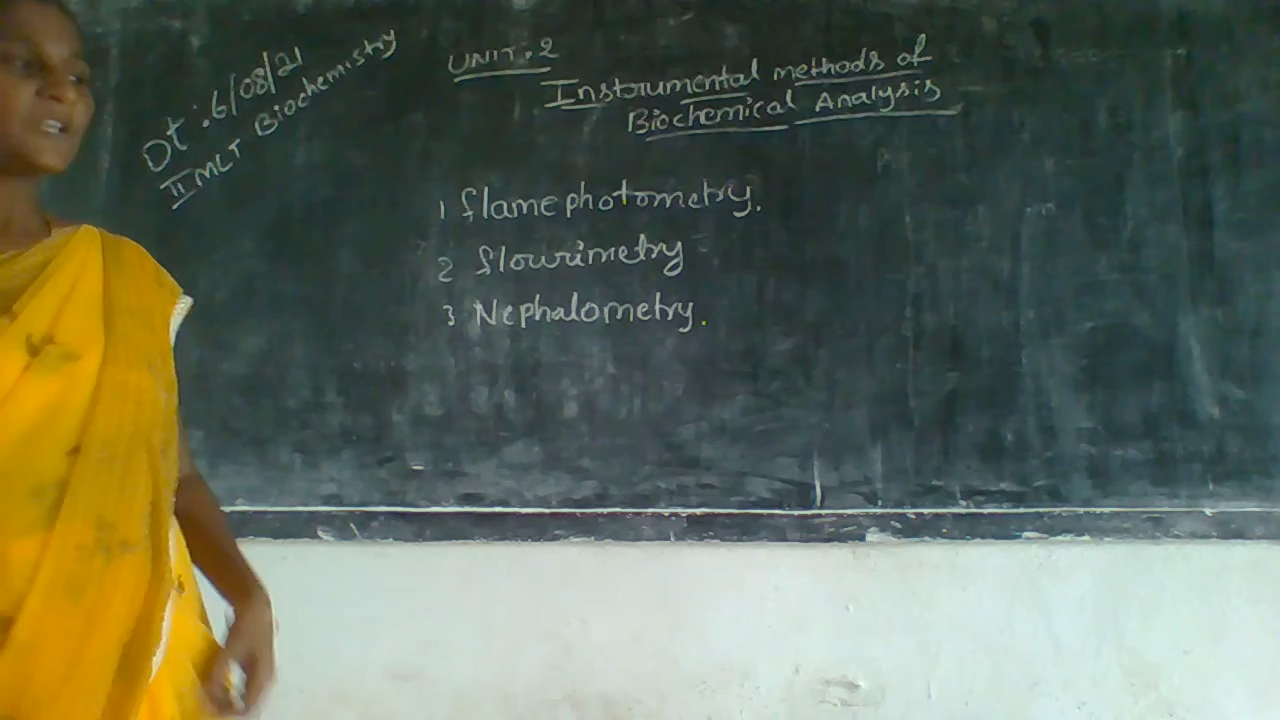 Dt : 6/08/21
II MLT Biochemistry
UNIT. 2
Instrumental methods of
Biochemical Analysis
1 flamephotometry.
2 flourimetry
3 Nephalometry.